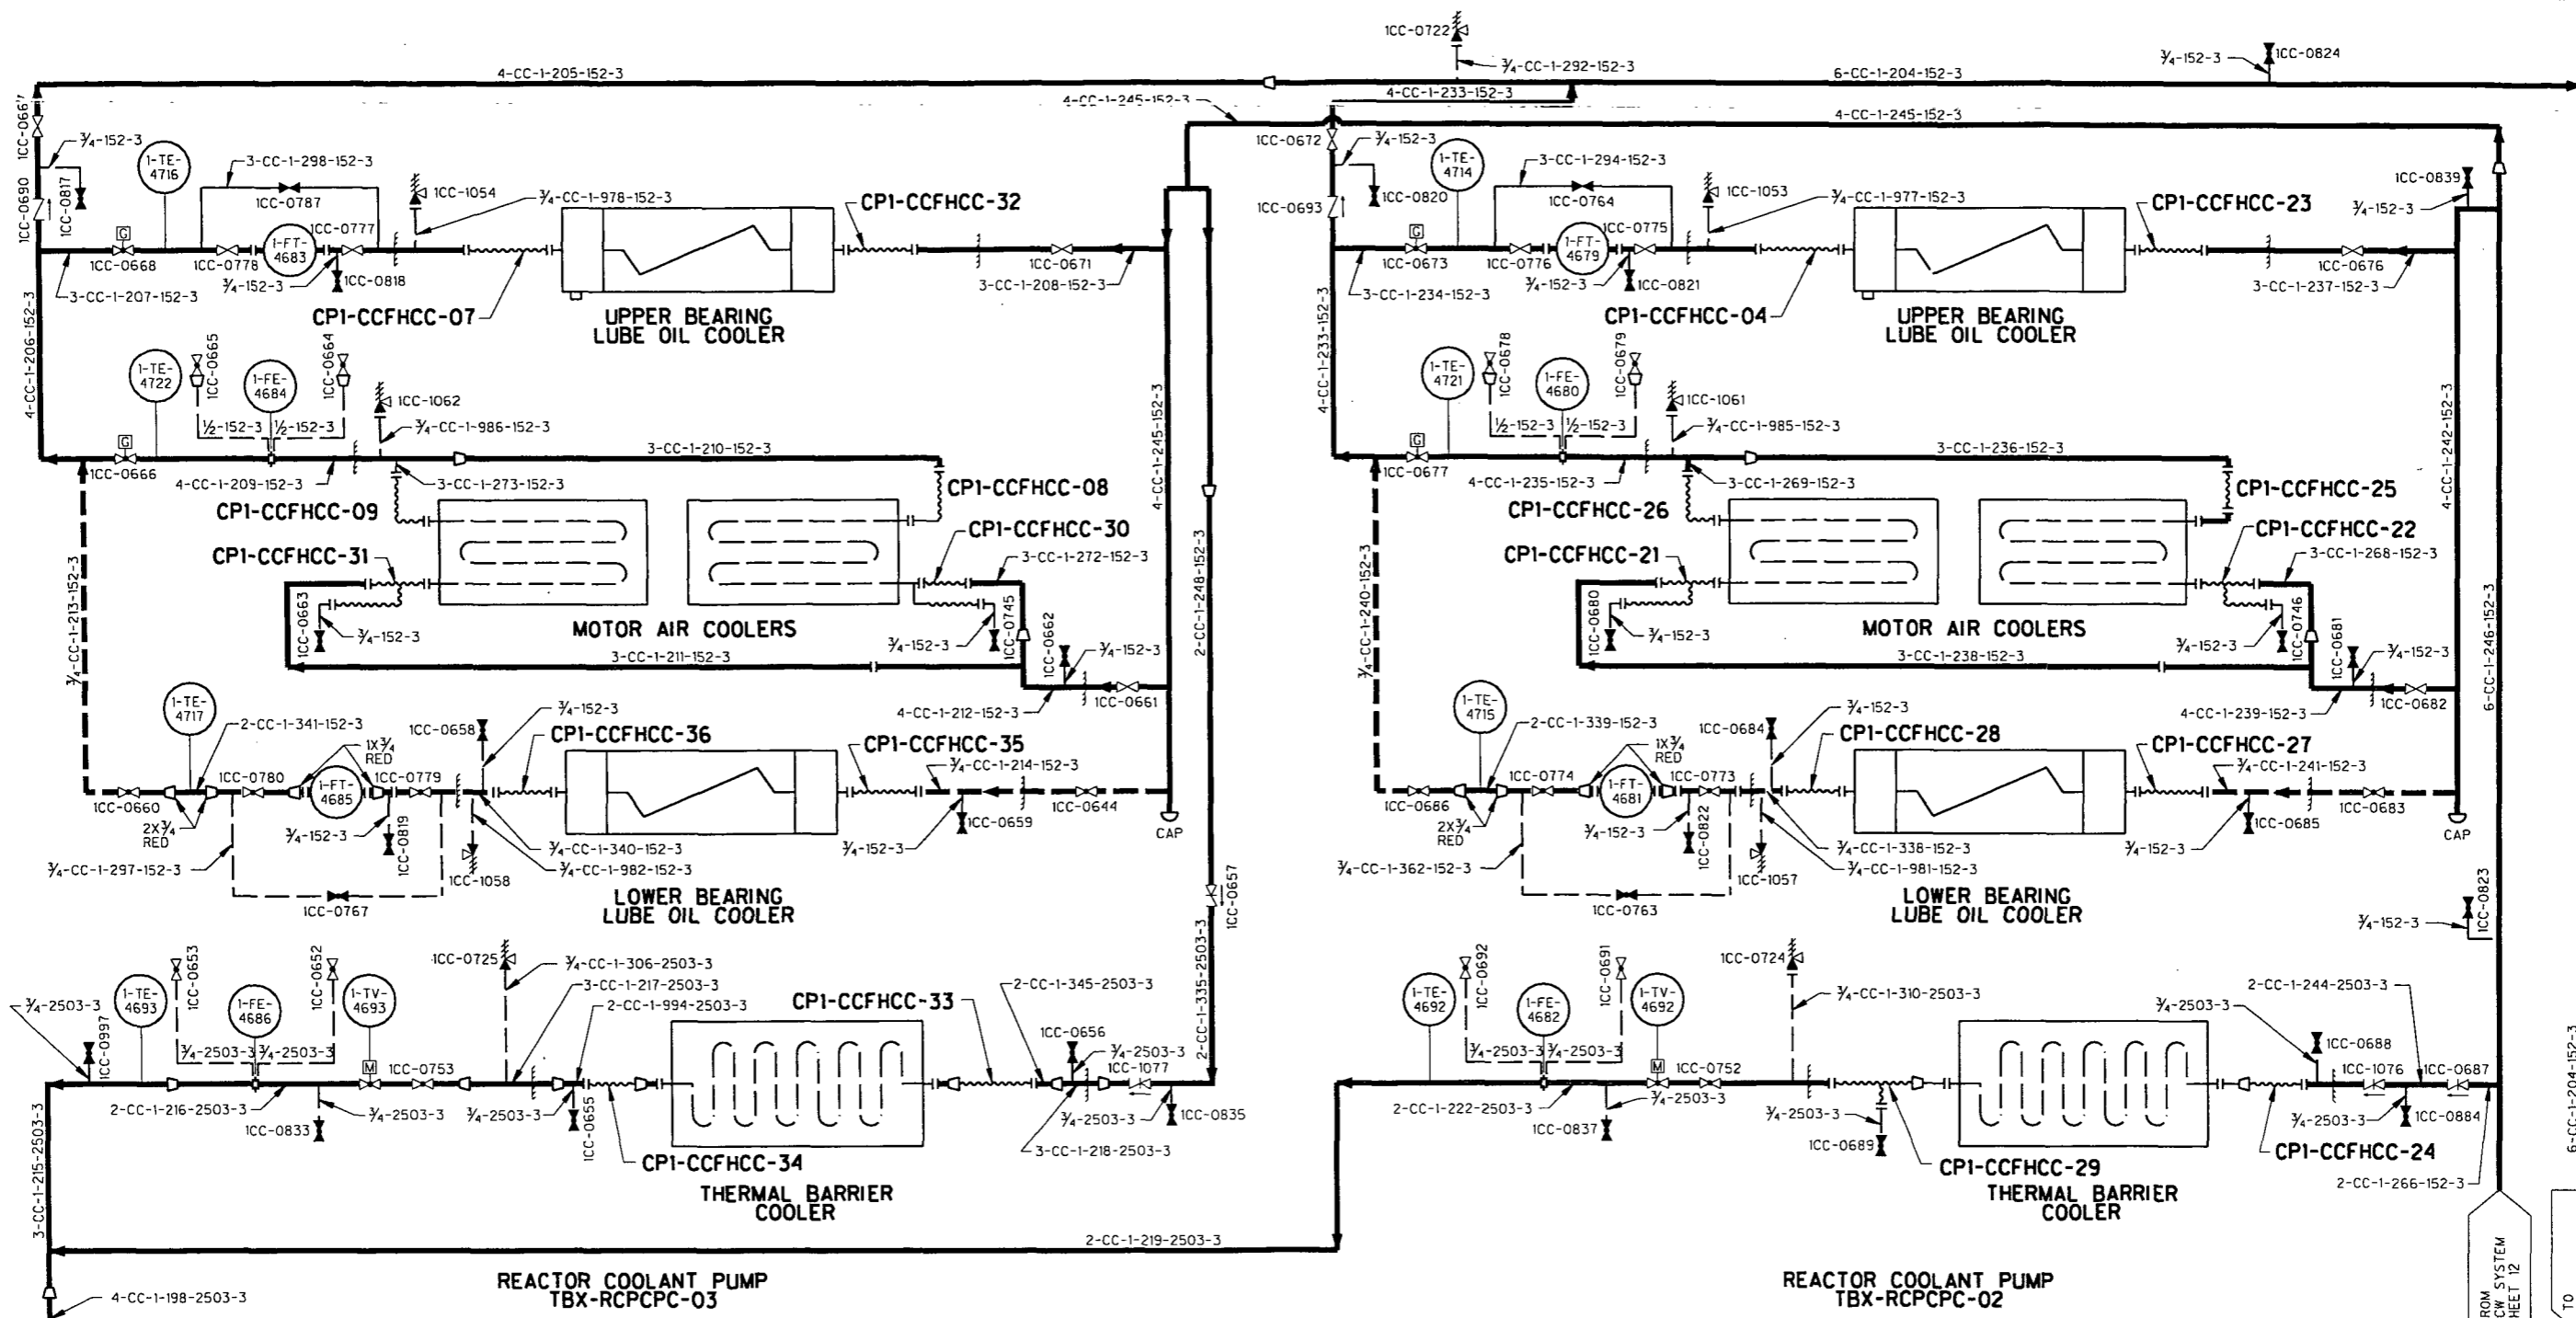 1CC-0722
3/4-CC-1-292-152-3
4-CC-1-205-152-3
6-CC-1-204-152-3
3/4-152-3
1CC-0824
4-CC-1-245-152-3
4-CC-1-233-152-3
4-CC-1-245-152-3
1CC-0690
3/4-152-3
1CC-0817
1-TE-
4716
3-CC-1-298-152-3
1CC-0787
1CC-1054
3/4-CC-1-978-152-3
CP1-CCFHCC-32
G
1CC-0668
1CC-0778
1-FT-
4683
1CC-0777
3/4-152-3
1CC-0818
3-CC-1-207-152-3
CP1-CCFHCC-07
UPPER BEARING
LUBE OIL COOLER
1CC-0671
3-CC-1-208-152-3
4-CC-1-206-152-3
1-TE-
4722
1CC-0665
1-FE-
4684
1CC-0664
1/2-152-3
1/2-152-3
1CC-1062
3/4-CC-1-986-152-3
G
1CC-0666
4-CC-1-209-152-3
3-CC-1-210-152-3
3-CC-1-273-152-3
CP1-CCFHCC-09
CP1-CCFHCC-08
CP1-CCFHCC-31
CP1-CCFHCC-30
3-CC-1-272-152-3
1CC-0663
3/4-152-3
MOTOR AIR COOLERS
3/4-152-3
1CC-0745
1CC-0662
3/4-152-3
3-CC-1-211-152-3
4-CC-1-212-152-3
1CC-0661
4-CC-1-245-152-3
2-CC-1-248-152-3
3/4-CC-1-213-152-3
1-TE-
4717
2-CC-1-341-152-3
1CC-0658
3/4-152-3
CP1-CCFHCC-36
CP1-CCFHCC-35
3/4-CC-1-214-152-3
1X3/4
RED
1CC-0660
1CC-0780
1-FT-
4685
1CC-0779
2X3/4
RED
3/4-152-3
1CC-0819
3/4-CC-1-297-152-3
1CC-0767
1CC-1058
3/4-CC-1-340-152-3
3/4-CC-1-982-152-3
LOWER BEARING
LUBE OIL COOLER
1CC-0644
1CC-0659
3/4-152-3
CAP
1CC-0657
2-CC-1-335-2503-3
3/4-2503-3
1CC-0997
1-TE-
4693
1CC-0653
1-FE-
4686
1CC-0652
1-TV-
4693
3/4-2503-3
3/4-2503-3
M
1CC-0753
1CC-0725
3/4-CC-1-306-2503-3
3-CC-1-217-2503-3
2-CC-1-994-2503-3
CP1-CCFHCC-33
2-CC-1-345-2503-3
1CC-0656
3/4-2503-3
1CC-1077
2-CC-1-216-2503-3
3/4-2503-3
1CC-0833
3/4-2503-3
1CC-0655
CP1-CCFHCC-34
THERMAL BARRIER
COOLER
3/4-2503-3
1CC-0835
3-CC-1-218-2503-3
3-CC-1-215-2503-3
2-CC-1-219-2503-3
4-CC-1-198-2503-3
REACTOR COOLANT PUMP
TBX-RCPCPC-03
1CC-0672
3/4-152-3
1CC-0820
1CC-0693
1-TE-
4714
3-CC-1-294-152-3
1CC-0764
1CC-1053
3/4-CC-1-977-152-3
CP1-CCFHCC-23
1CC-0839
3/4-152-3
G
1CC-0673
1CC-0776
1-FT-
4679
1CC-0775
3/4-152-3
1CC-0821
3-CC-1-234-152-3
CP1-CCFHCC-04
UPPER BEARING
LUBE OIL COOLER
1CC-0676
3-CC-1-237-152-3
4-CC-1-233-152-3
1-TE-
4721
1CC-0678
1-FE-
4680
1CC-0679
1/2-152-3
1/2-152-3
1CC-1061
3/4-CC-1-985-152-3
G
1CC-0677
4-CC-1-235-152-3
3-CC-1-236-152-3
3-CC-1-269-152-3
CP1-CCFHCC-26
CP1-CCFHCC-25
CP1-CCFHCC-21
CP1-CCFHCC-22
3-CC-1-268-152-3
1CC-0680
3/4-152-3
MOTOR AIR COOLERS
3/4-152-3
1CC-0746
1CC-0681
3/4-152-3
3-CC-1-238-152-3
4-CC-1-239-152-3
1CC-0682
4-CC-1-242-152-3
6-CC-1-246-152-3
3/4-CC-1-240-152-3
1-TE-
4715
2-CC-1-339-152-3
1CC-0684
3/4-152-3
CP1-CCFHCC-28
CP1-CCFHCC-27
3/4-CC-1-241-152-3
1X3/4
RED
1CC-0686
1CC-0774
1-FT-
4681
1CC-0773
2X3/4
RED
3/4-152-3
1CC-0822
3/4-CC-1-362-152-3
1CC-0763
1CC-1057
3/4-CC-1-338-152-3
3/4-CC-1-981-152-3
LOWER BEARING
LUBE OIL COOLER
1CC-0683
1CC-0685
3/4-152-3
CAP
1CC-0823
3/4-152-3
1-TE-
4692
1CC-0692
1-FE-
4682
1CC-0691
1-TV-
4692
3/4-2503-3
3/4-2503-3
M
1CC-0752
1CC-0724
3/4-CC-1-310-2503-3
2-CC-1-222-2503-3
3/4-2503-3
1CC-0837
3/4-2503-3
1CC-0689
CP1-CCFHCC-29
THERMAL BARRIER
COOLER
3/4-2503-3
1CC-0688
2-CC-1-244-2503-3
1CC-1076
1CC-0687
3/4-2503-3
1CC-0884
CP1-CCFHCC-24
2-CC-1-266-152-3
6-CC-1-204-152-3
REACTOR COOLANT PUMP
TBX-RCPCPC-02
SYSTEM
12
TO